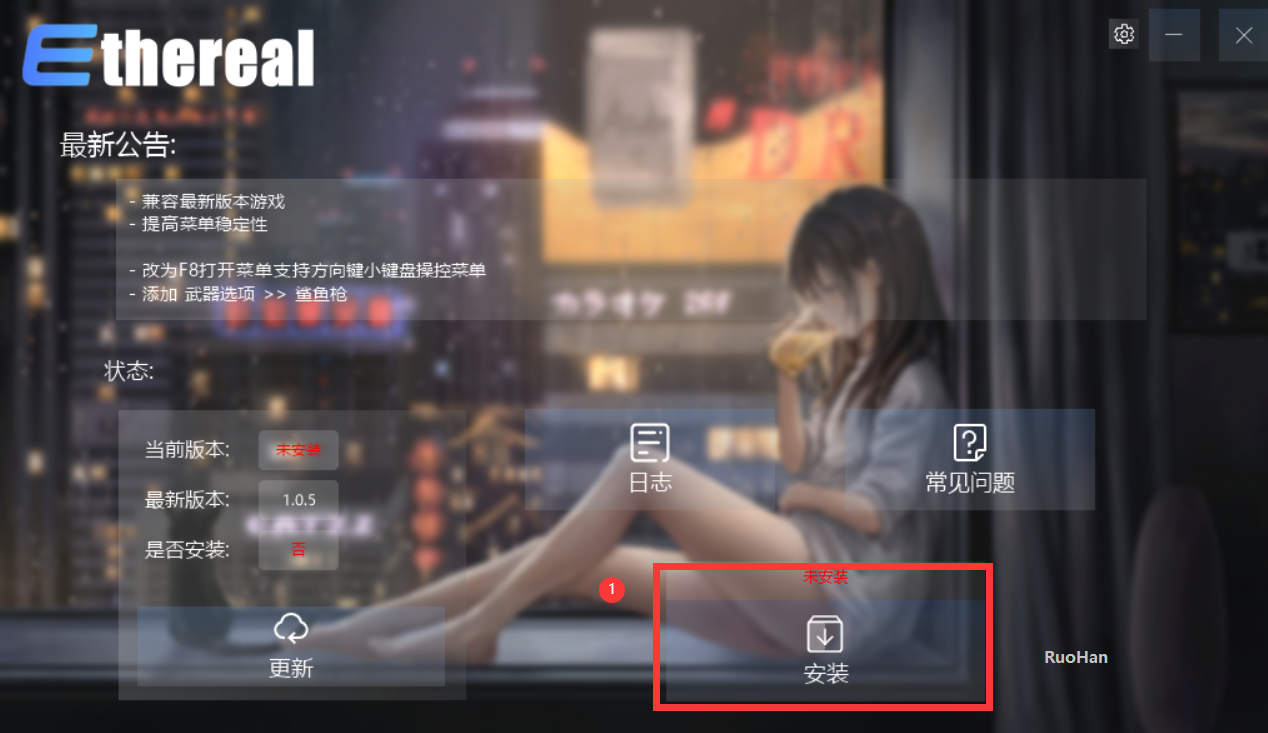 Ethereal
最新公告:
- 兼容最新版本游戏
- 提高菜单稳定性
- 改为F8打开菜单支持方向键小键盘操控菜单
- 添加 武器选项 >> 鲨鱼枪
カラオケ
状态:
当前版本: 未安装
最新版本: 1.0.5
是否安装: 否
日志
常见问题
更新
1
未安装
安装
RuoHan